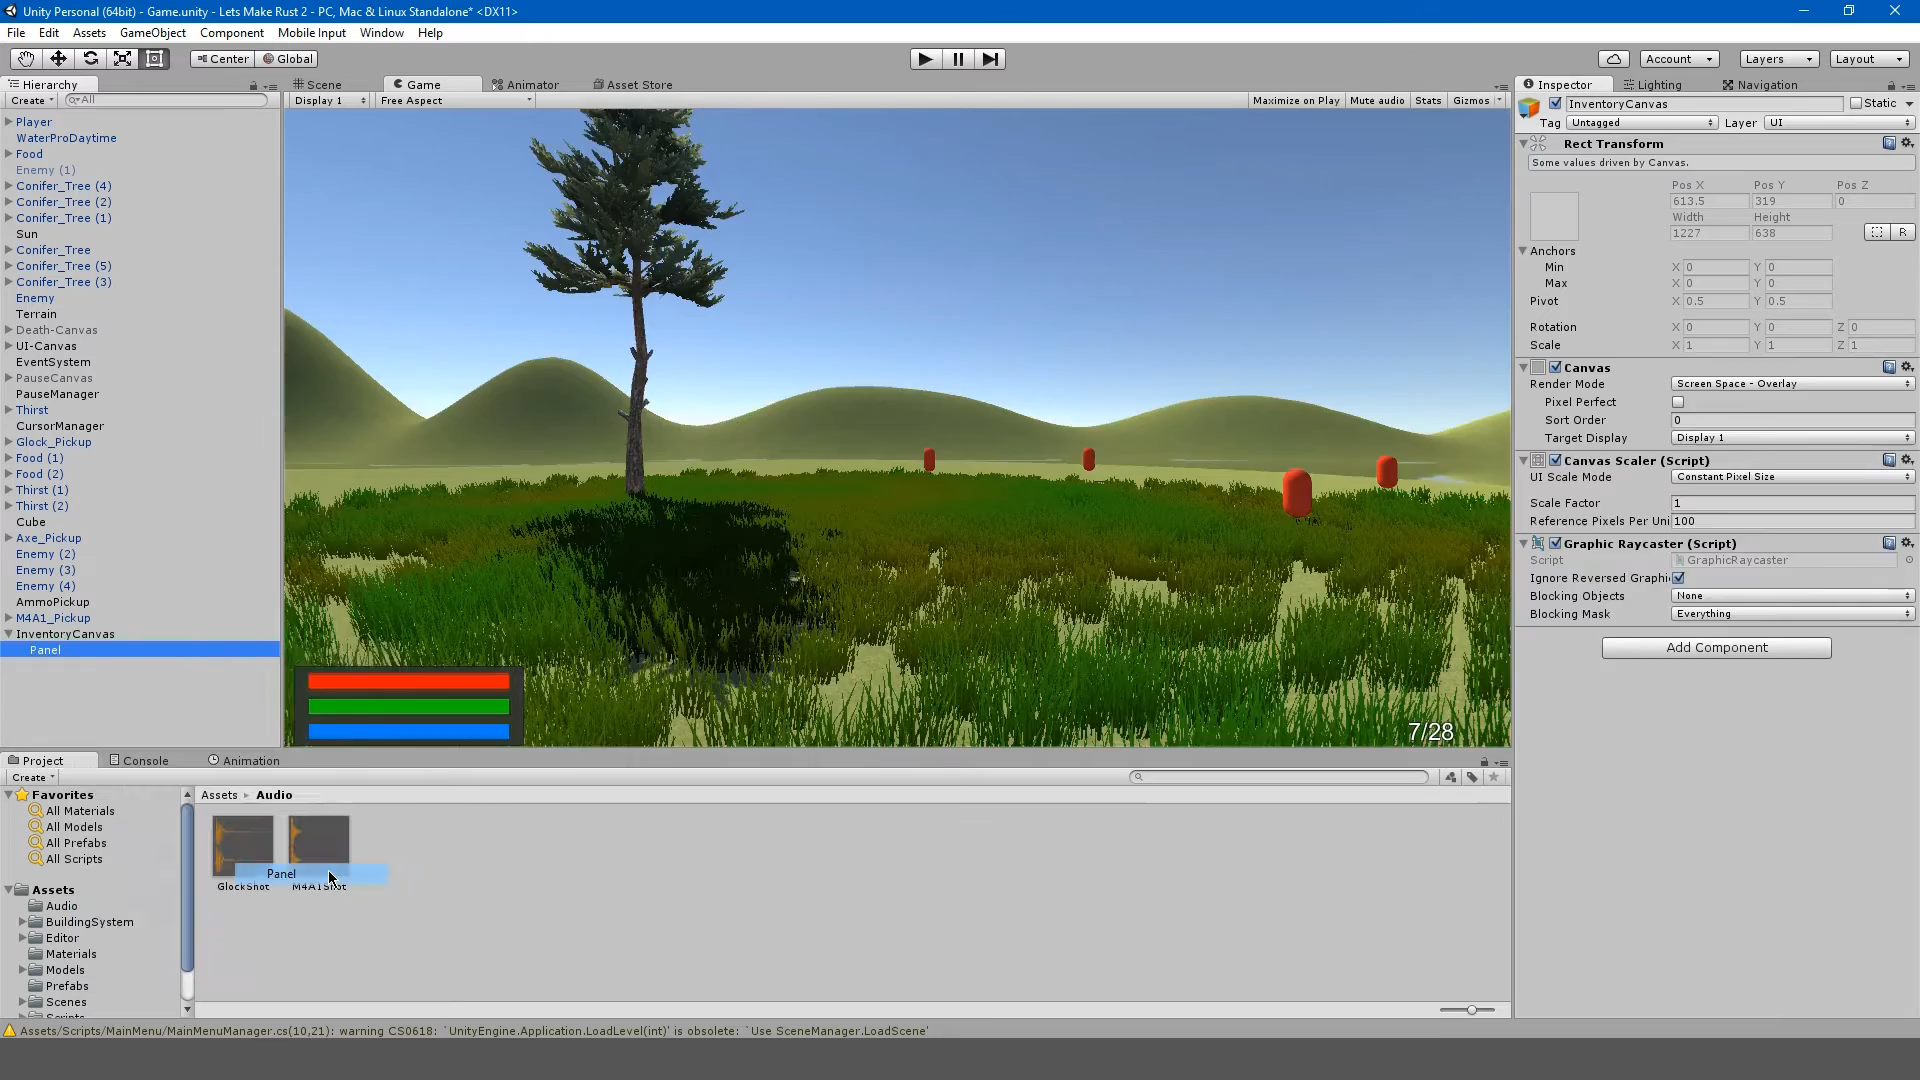 Unity Personal (64bit) - Game.unity - Lets Make Rust 2 - PC, Mac & Linux Standalone* <DX11>
File Edit Assets GameObject Component Mobile Input Window Help
Center Global Account Layers Layout
Hierarchy
Create All
Player
WaterProDaytime
Food
Enemy (1)
Conifer_Tree (4)
Conifer_Tree (2)
Conifer_Tree (1)
Sun
Conifer_Tree
Conifer_Tree (5)
Conifer_Tree (3)
Enemy
Terrain
Death-Canvas
UI-Canvas
EventSystem
PauseCanvas
PauseManager
Thirst
CursorManager
Glock_Pickup
Food (1)
Food (2)
Thirst (1)
Thirst (2)
Cube
Axe_Pickup
Enemy (2)
Enemy (3)
Enemy (4)
AmmoPickup
M4A1_Pickup
InventoryCanvas
Panel
Scene Game Animator Asset Store
Display 1 Free Aspect Maximize on Play Mute audio Stats Gizmos
7/28
Inspector Lighting Navigation
InventoryCanvas Static
Tag Untagged Layer UI
Rect Transform
Some values driven by Canvas.
Pos X Pos Y Pos Z
613.5 319 0
Width Height
1227 638 R
Anchors
Min X 0 Y 0
Max X 0 Y 0
Pivot X 0.5 Y 0.5
Rotation X 0 Y 0 Z 0
Scale X 1 Y 1 Z 1
Canvas
Render Mode Screen Space - Overlay
Pixel Perfect
Sort Order 0
Target Display Display 1
Canvas Scaler (Script)
UI Scale Mode Constant Pixel Size
Scale Factor 1
Reference Pixels Per Uni 100
Graphic Raycaster (Script)
Script GraphicRaycaster
Ignore Reversed Graphi
Blocking Objects None
Blocking Mask Everything
Add Component
Project Console Animation
Create
Favorites
All Materials
All Models
All Prefabs
All Scripts
Assets
Audio
BuildingSystem
Editor
Materials
Models
Prefabs
Scenes
Scripts
Assets Audio
Panel
GlockShot M4A1Shot
Assets/Scripts/MainMenu/MainMenuManager.cs(10,21): warning CS0618: `UnityEngine.Application.LoadLevel(int)' is obsolete: `Use SceneManager.LoadScene'